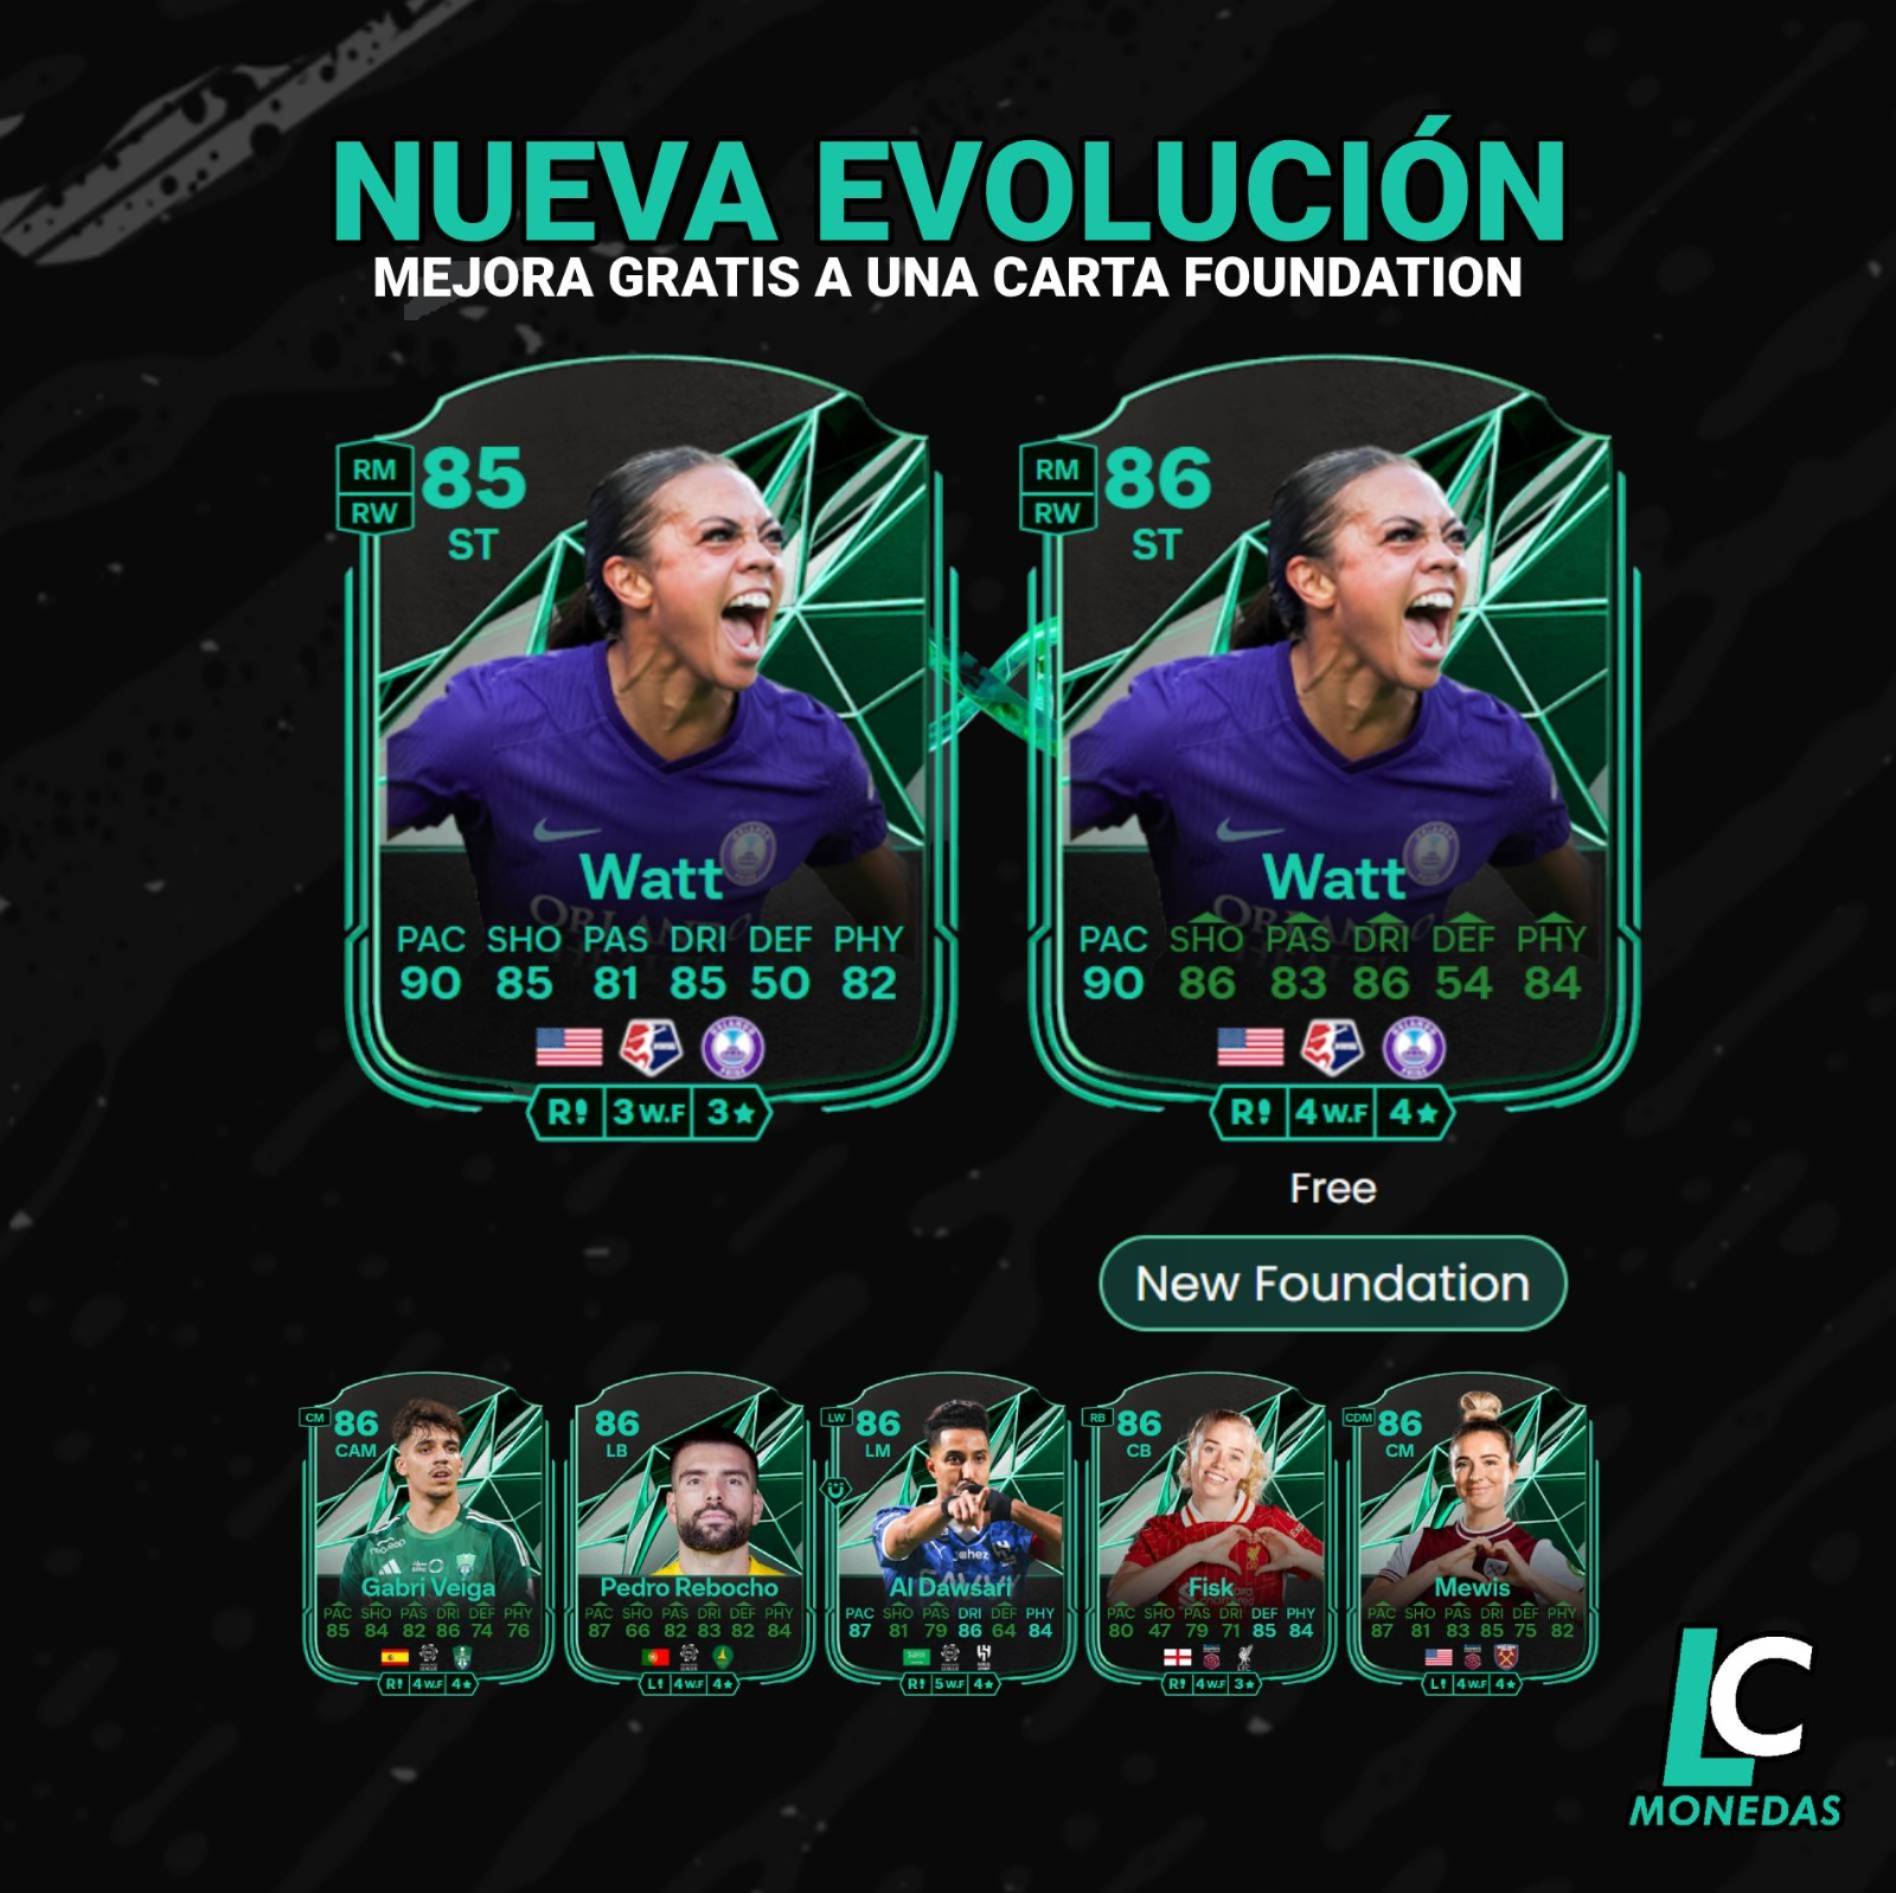 NUEVA EVOLUCIÓN
MEJORA GRATIS A UNA CARTA FOUNDATION
RM
RW
85
ST
Watt
PAC SHO PAS DRI DEF PHY
90 85 81 85 50 82
R 3 W.F 3★
RM
RW
86
ST
Watt
PAC SHO PAS DRI DEF PHY
90 86 83 86 54 84
R 4 W.F 4★
Free
New Foundation
CM 86
CAM
Gabri Veiga
PAC SHO PAS DRI DEF PHY
85 84 82 86 74 76
R 4 W.F 4★
86
LB
Pedro Rebocho
PAC SHO PAS DRI DEF PHY
87 66 82 83 82 84
L 4 W.F 4★
LW 86
LM
Al Dawsari
PAC SHO PAS DRI DEF PHY
87 81 79 86 64 84
R 5 W.F 4★
RB 86
CB
Fisk
PAC SHO PAS DRI DEF PHY
80 47 79 71 85 84
R 4 W.F 3★
CDM 86
CM
Mewis
PAC SHO PAS DRI DEF PHY
87 81 83 85 75 82
L 4 W.F 4★
LC
MONEDAS